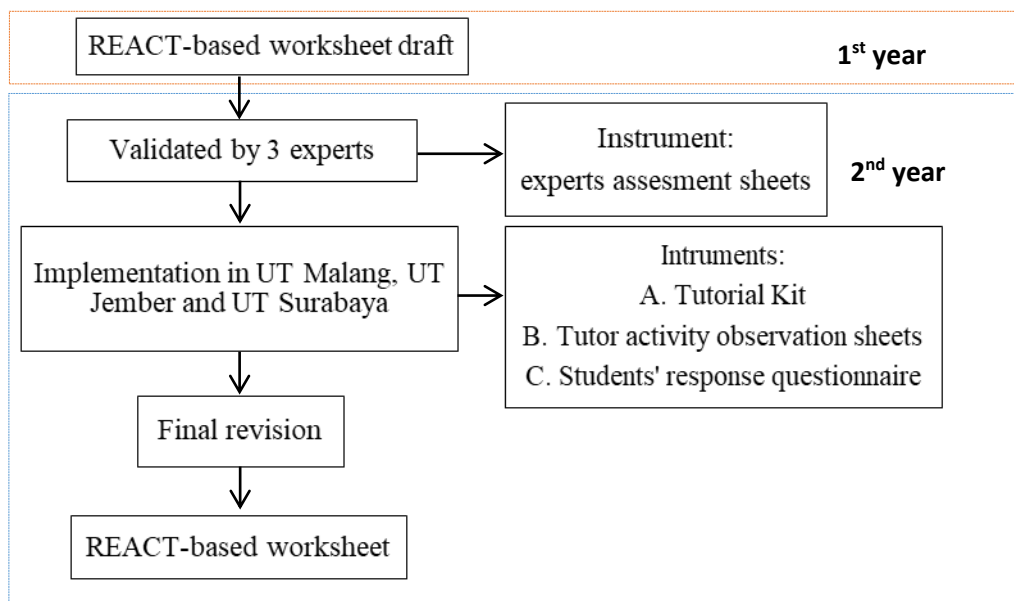 REACT-based worksheet draft
1st year
Validated by 3 experts
Instrument:
experts assesment sheets
2nd year
Implementation in UT Malang, UT
Jember and UT Surabaya
Intruments:
A. Tutorial Kit
B. Tutor activity observation sheets
C. Students' response questionnaire
Final revision
REACT-based worksheet